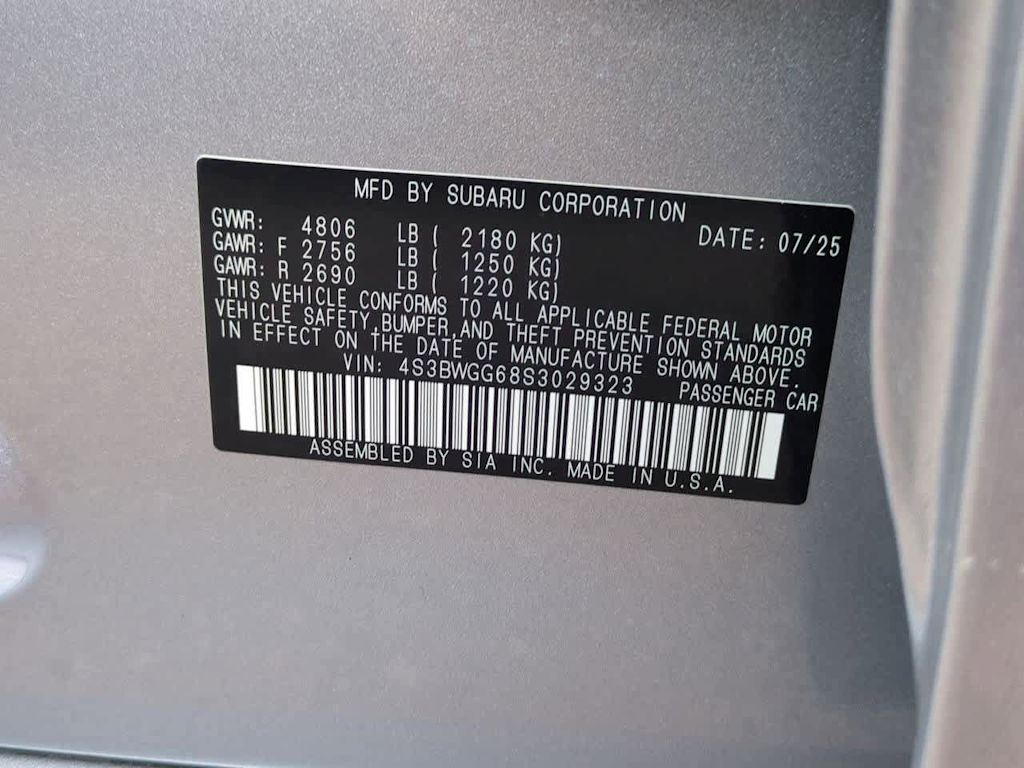 MFD BY SUBARU CORPORATION
GVWR: 4806 LB ( 2180 KG) DATE: 07/25
GAWR: F 2756 LB ( 1250 KG)
GAWR: R 2690 LB ( 1220 KG)
THIS VEHICLE CONFORMS TO ALL APPLICABLE FEDERAL MOTOR
VEHICLE SAFETY,BUMPER,AND THEFT PREVENTION STANDARDS
IN EFFECT ON THE DATE OF MANUFACTURE SHOWN ABOVE.
VIN: 4S3BWGG68S3029323 PASSENGER CAR
ASSEMBLED BY SIA INC. MADE IN U.S.A.